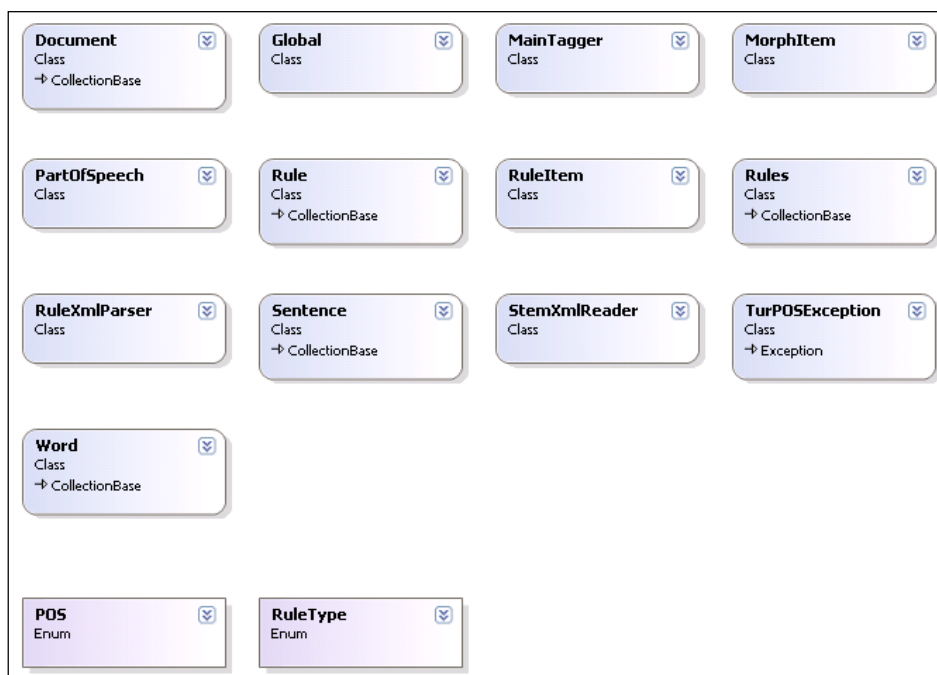 Document
Class
CollectionBase
Global
Class
MainTagger
Class
MorphItem
Class
PartOfSpeech
Class
Rule
Class
CollectionBase
RuleItem
Class
Rules
Class
CollectionBase
RuleXmlParser
Class
Sentence
Class
CollectionBase
StemXmlReader
Class
TurPOSException
Class
Exception
Word
Class
CollectionBase
POS
Enum
RuleType
Enum